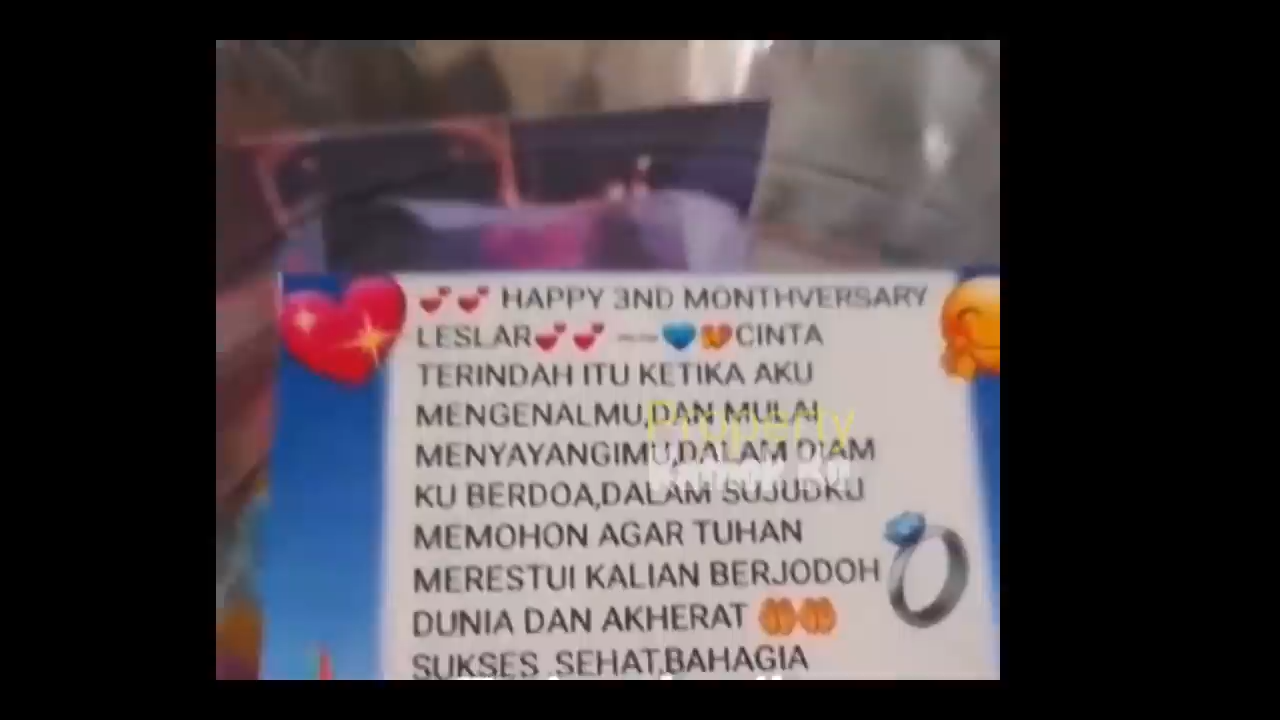 💕💕 HAPPY 3ND MONTHVERSARY
LESLAR💕💕 ~~💙💔CINTA
TERINDAH ITU KETIKA AKU
MENGENALMU,DAN MULAI
MENYAYANGIMU,DALAM DIAM
KU BERDOA,DALAM SUJUDKU
MEMOHON AGAR TUHAN
MERESTUI KALIAN BERJODOH
DUNIA DAN AKHERAT 🤲🤲
SUKSES ,SEHAT,BAHAGIA
Property